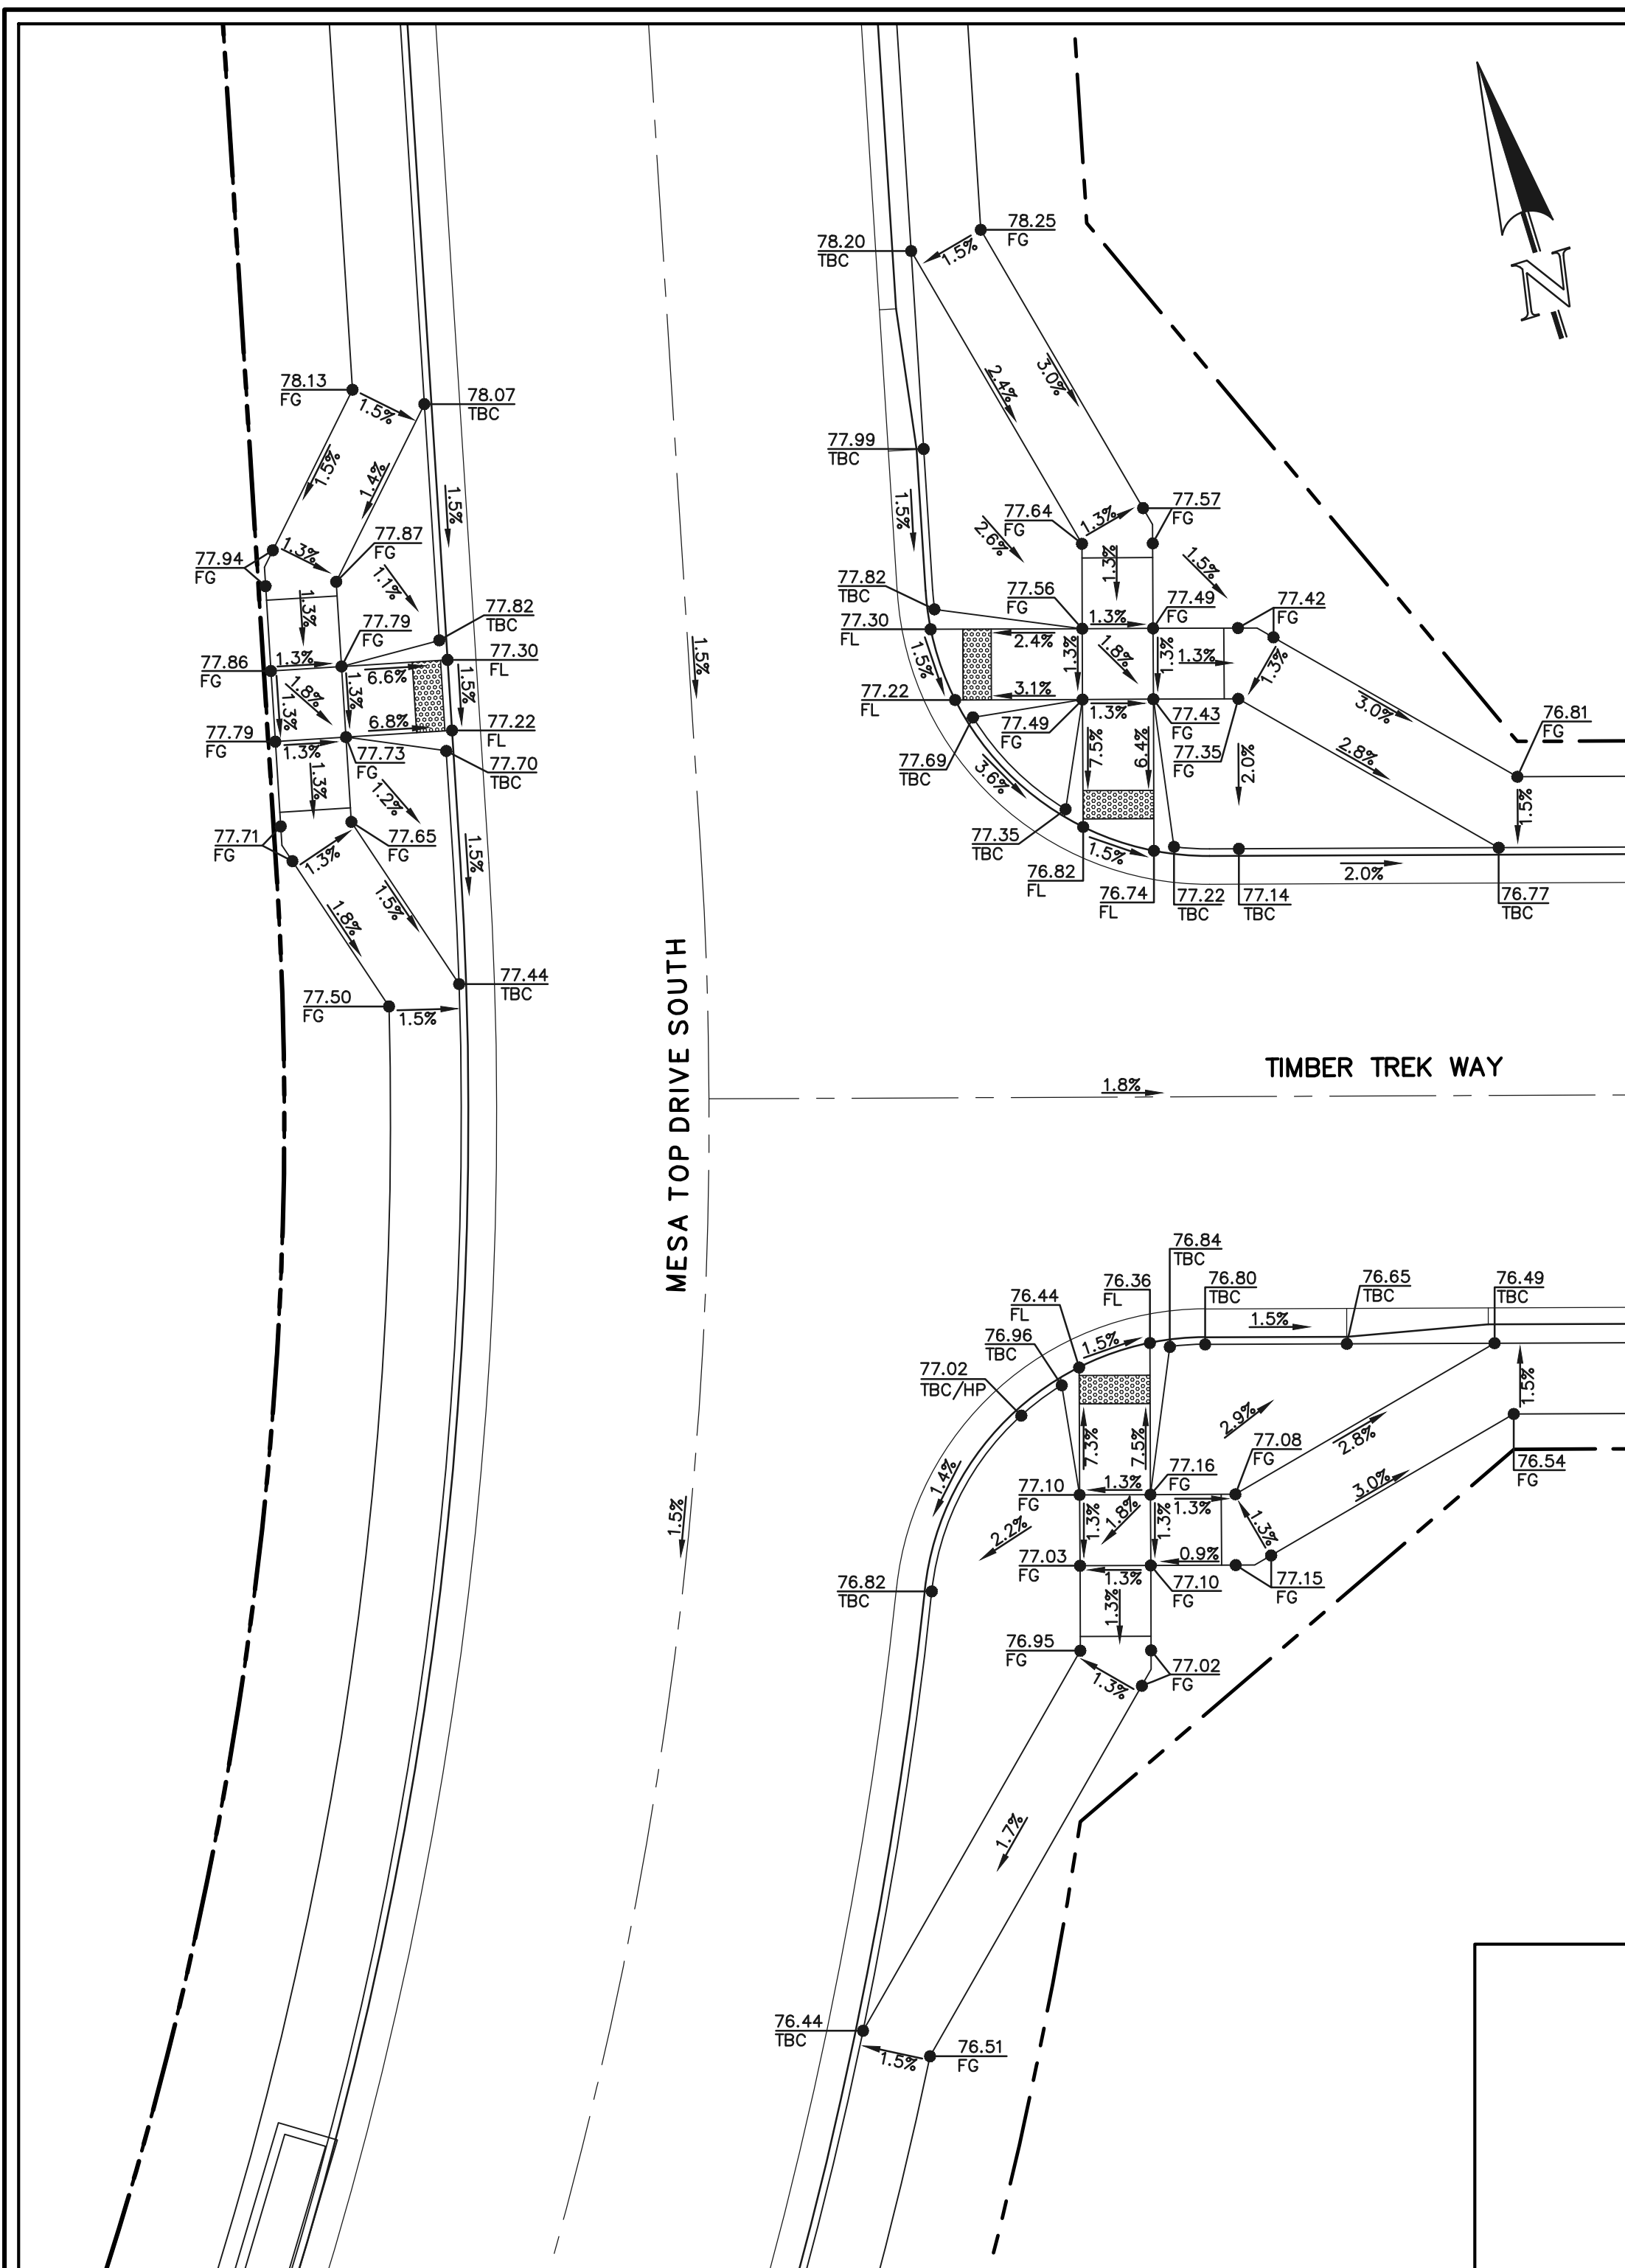 N
78.13
FG
1.5%
78.07
TBC
1.5%
1.4%
1.5%
77.94
FG
1.3%
77.87
FG
1.1%
1.3%
77.79
FG
77.82
TBC
77.30
FL
77.86
FG
1.3%
6.6%
1.8%
1.3%
1.3%
1.5%
6.8%
77.22
FL
77.79
FG
1.3%
77.73
FG
77.70
TBC
1.3%
1.2%
77.71
FG
1.3%
77.65
FG
1.5%
1.8%
1.5%
77.50
FG
1.5%
77.44
TBC
1.5%
MESA TOP DRIVE SOUTH
1.5%
78.25
FG
78.20
TBC
1.5%
2.4%
3.0%
77.99
TBC
1.5%
77.64
FG
77.57
FG
1.3%
2.6%
1.3%
1.5%
77.82
TBC
77.30
FL
77.56
FG
77.49
FG
77.42
FG
1.3%
2.4%
1.5%
1.3%
1.8%
1.3%
1.3%
1.3%
3.1%
77.22
FL
77.49
FG
1.3%
77.43
FG
77.35
FG
77.69
TBC
3.6%
7.5%
6.4%
2.0%
3.0%
2.8%
76.81
FG
1.5%
77.35
TBC
1.5%
76.82
FL
76.74
FL
77.22
TBC
77.14
TBC
2.0%
76.77
TBC
TIMBER TREK WAY
1.8%
76.84
TBC
76.36
FL
76.80
TBC
76.65
TBC
76.49
TBC
76.44
FL
1.5%
1.5%
76.96
TBC
77.02
TBC/HP
1.5%
2.9%
2.8%
7.3%
7.5%
77.08
FG
76.54
FG
3.0%
1.4%
77.10
FG
1.3%
77.16
FG
1.3%
2.2%
1.3%
1.8%
1.3%
1.3%
77.03
FG
1.3%
0.9%
77.10
FG
77.15
FG
76.82
TBC
1.3%
76.95
FG
77.02
FG
1.3%
1.7%
76.44
TBC
1.5%
76.51
FG